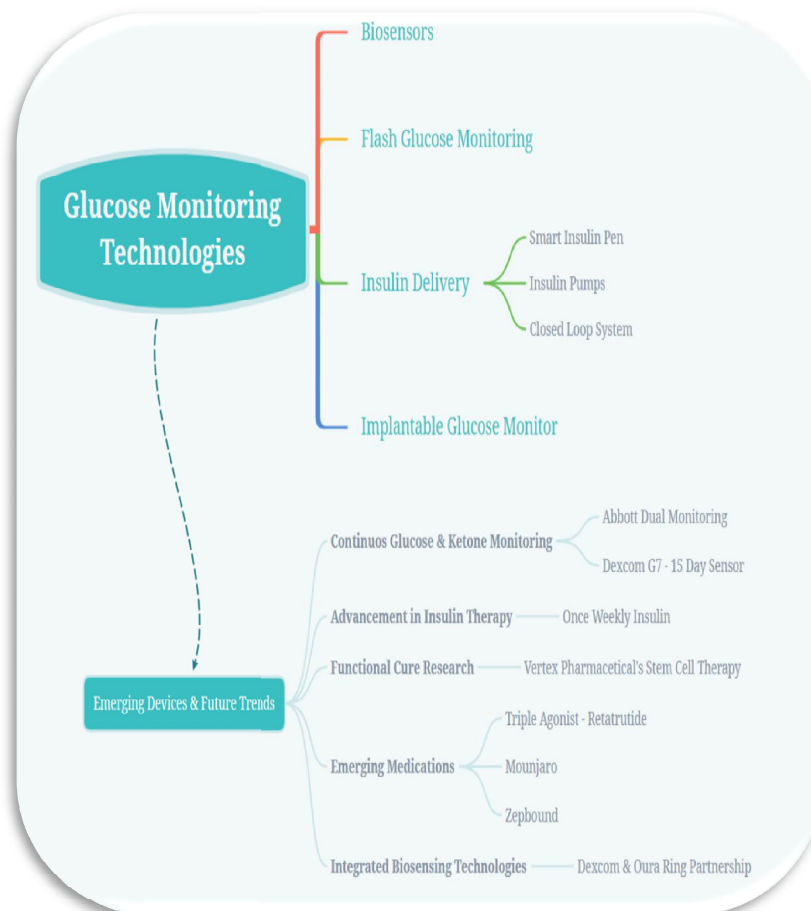 Glucose Monitoring
Technologies
Biosensors
Flash Glucose Monitoring
Insulin Delivery
Smart Insulin Pen
Insulin Pumps
Closed Loop System
Implantable Glucose Monitor
Emerging Devices & Future Trends
Continuos Glucose & Ketone Monitoring
Abbott Dual Monitoring
Dexcom G7 - 15 Day Sensor
Advancement in Insulin Therapy
Once Weekly Insulin
Functional Cure Research
Vertex Pharmacetical's Stem Cell Therapy
Emerging Medications
Triple Agonist - Retatrutide
Mounjaro
Zepbound
Integrated Biosensing Technologies
Dexcom & Oura Ring Partnership